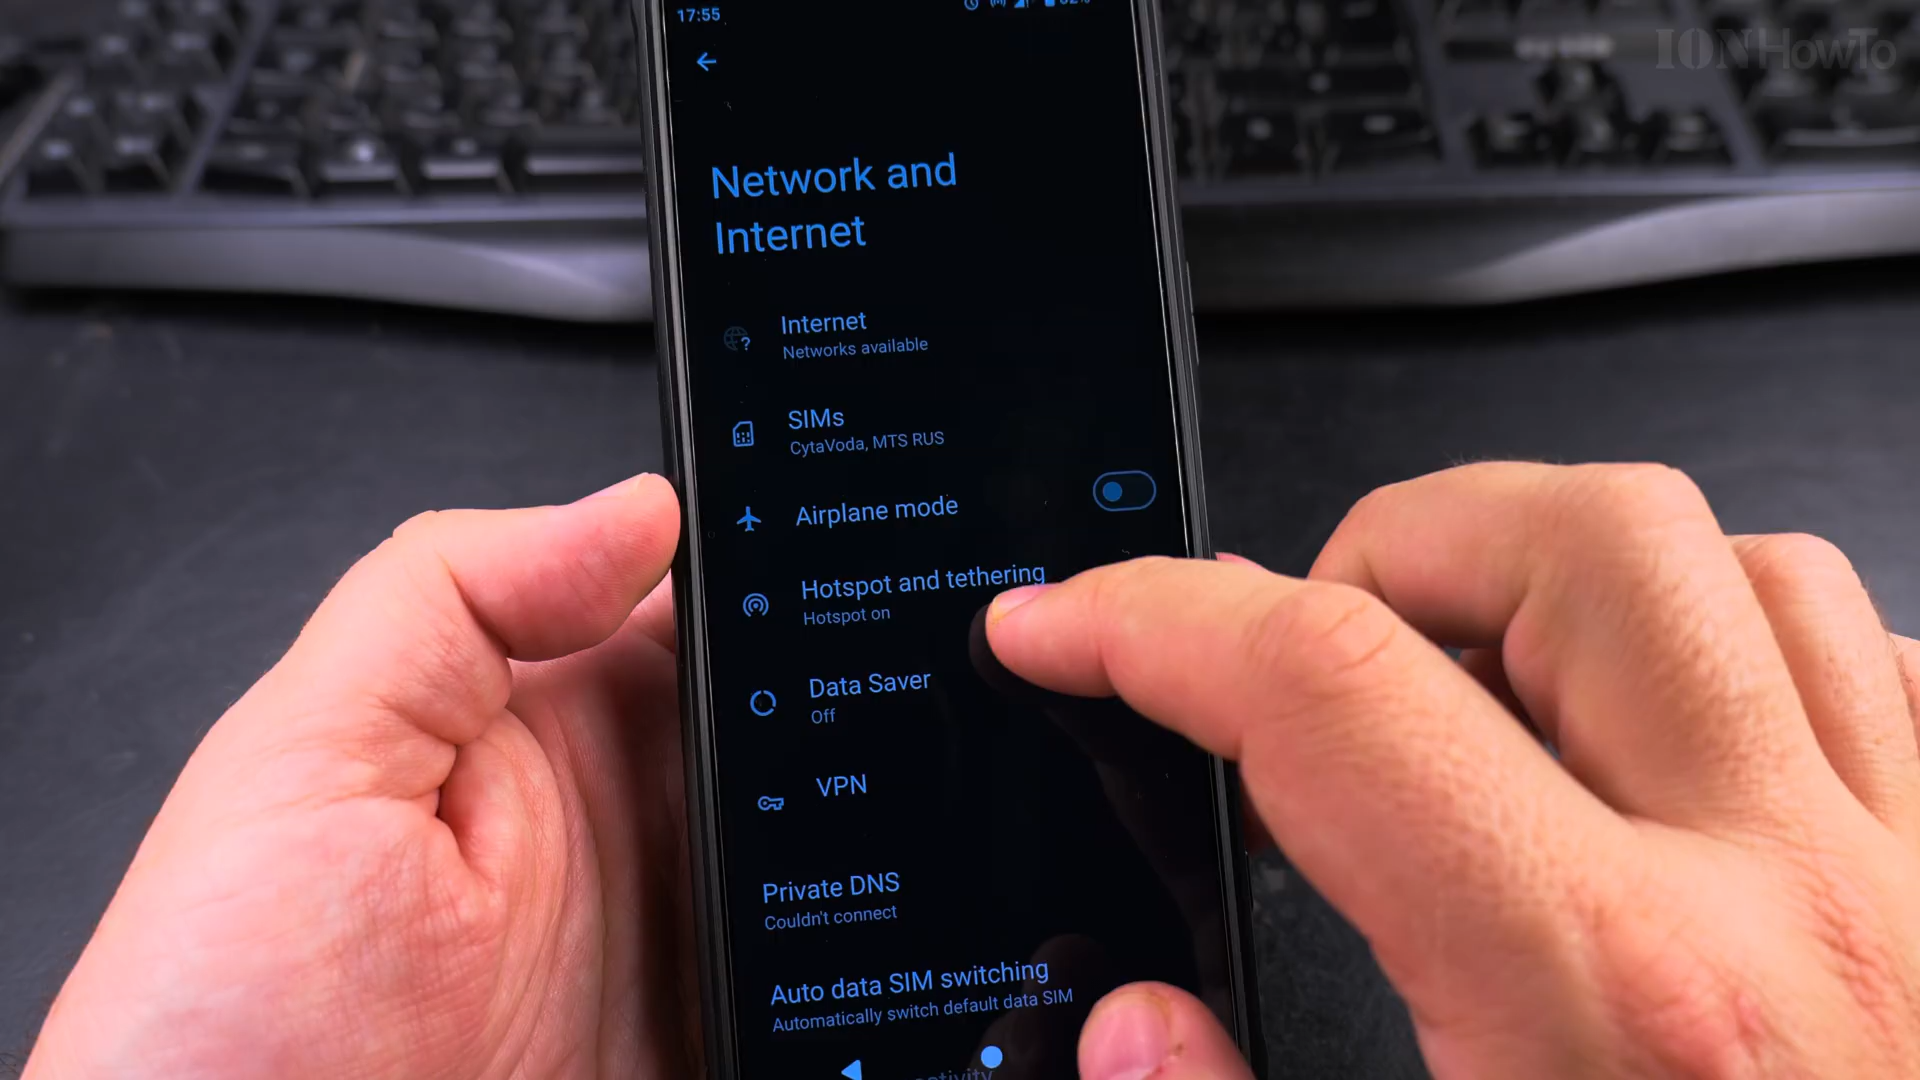 17:55
IONHowTo
Network and
Internet
Internet
Networks available
SIMs
CytaVoda, MTS RUS
Airplane mode
Hotspot and tethering
Hotspot on
Data Saver
Off
VPN
Private DNS
Couldn't connect
Auto data SIM switching
Automatically switch default data SIM